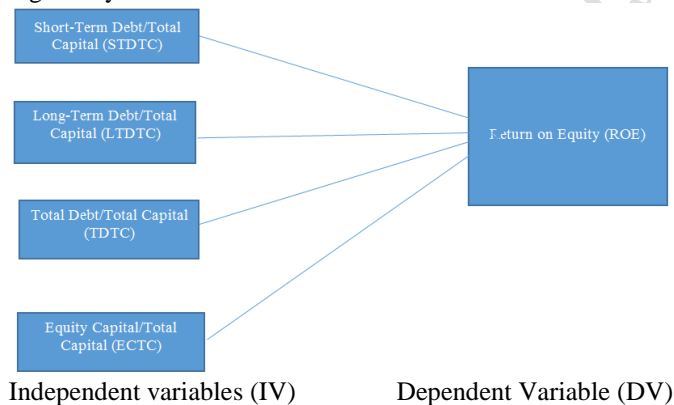 Short-Term Debt/Total
Capital (STDTC)
Long-Term Debt/Total
Capital (LTDTC)
Return on Equity (ROE)
Total Debt/Total Capital
(TDTC)
Equity Capital/Total
Capital (ECTC)
Independent variables (IV) Dependent Variable (DV)